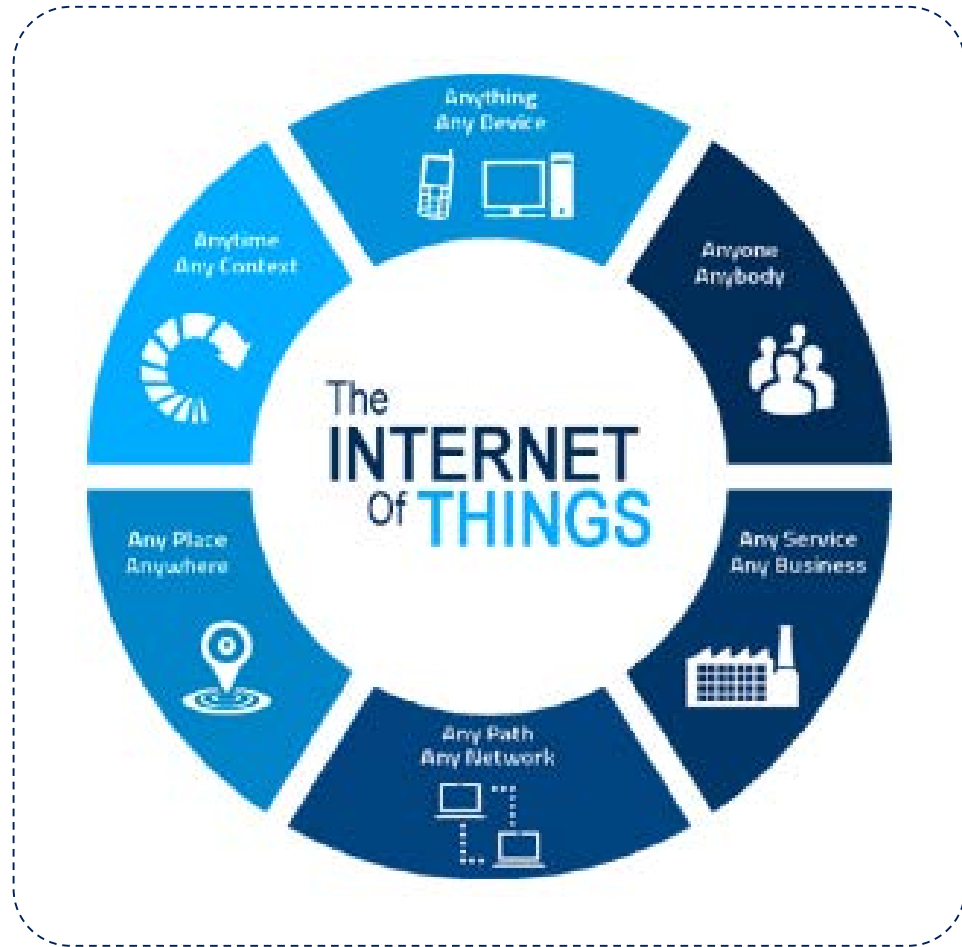 Anything
Any Device
Anyone
Anybody
Any Service
Any Business
Any Path
Any Network
Any Place
Anywhere
Anytime
Any Context
The
INTERNET
Of THINGS